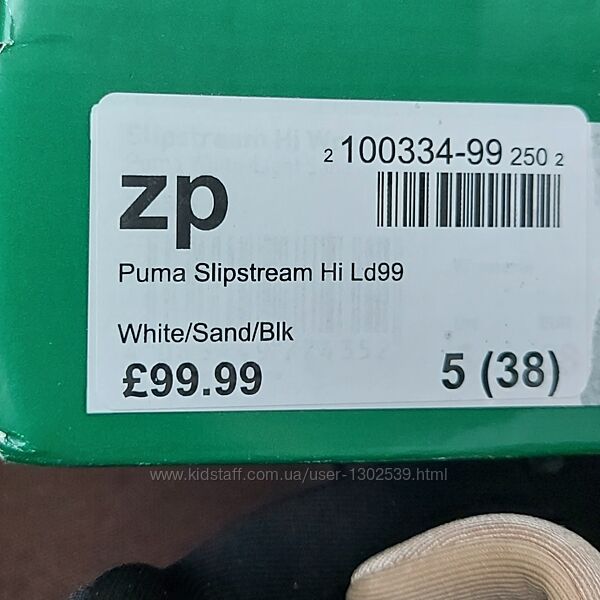 2 100334-99 250 2
zp
Puma Slipstream Hi Ld99
White/Sand/Blk
£99.99 5 (38)
www.kidstaff.com.ua/user-1302539.html